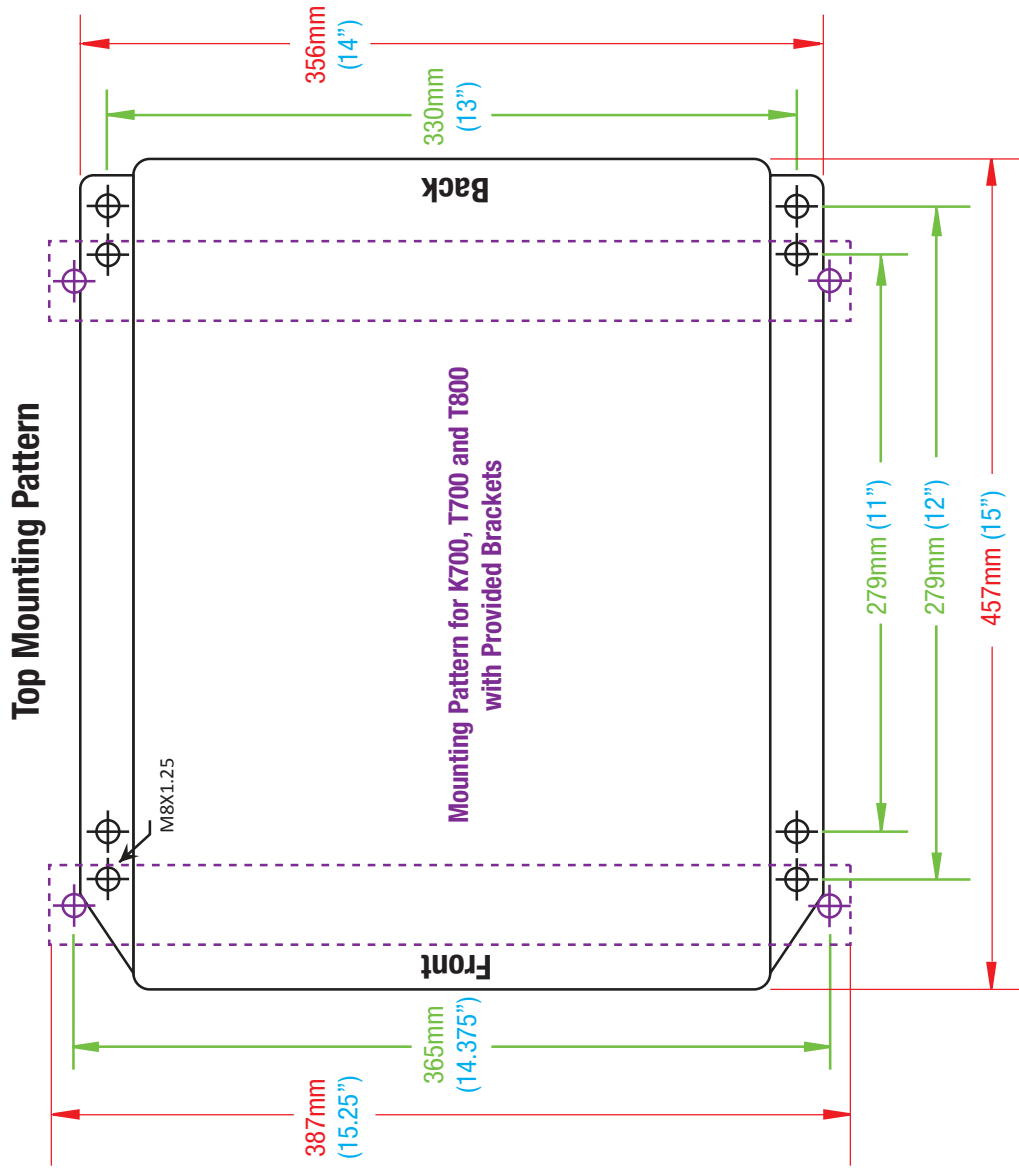 Top Mounting Pattern
356mm
(14”)
330mm
(13”)
Back
M8X1.25
Mounting Pattern for K700, T700 and T800
with Provided Brackets
Front
365mm
(14.375”)
387mm
(15.25”)
279mm (11”)
279mm (12”)
457mm (15”)